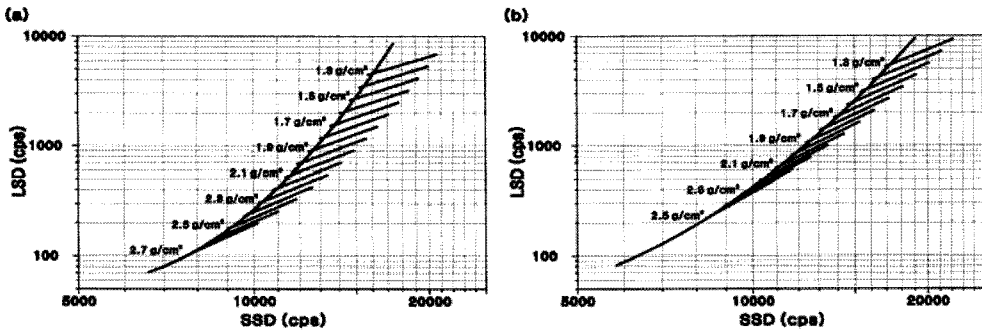 (a)
10000
1000
100
LSD (cps)
1.3 g/cm³
1.5 g/cm³
1.7 g/cm³
1.9 g/cm³
2.1 g/cm³
2.3 g/cm³
2.5 g/cm³
2.7 g/cm³
5000
10000
20000
SSD (cps)
(b)
10000
1000
100
LSD (cps)
1.3 g/cm³
1.5 g/cm³
1.7 g/cm³
1.9 g/cm³
2.1 g/cm³
g/cm³
2.5 g/cm³
5000
10000
20000
SSD (cps)